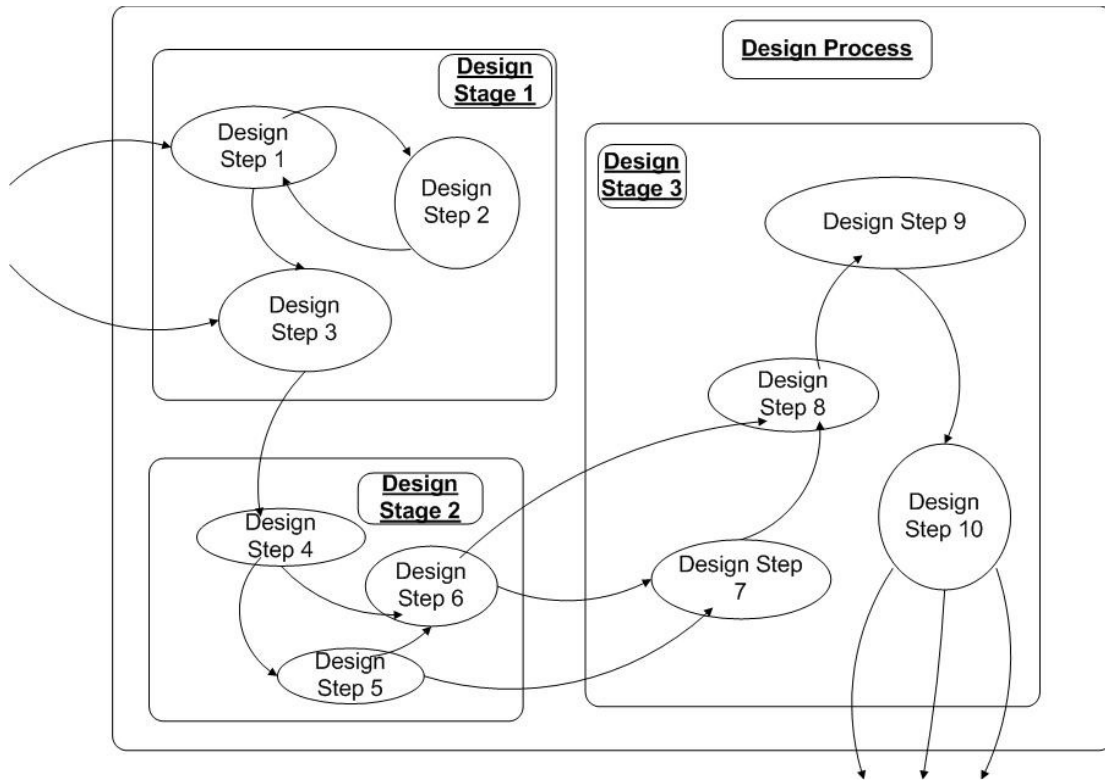 Design Process
Design
Stage 1
Design
Step 1
Design
Step 2
Design
Step 3
Design
Stage 2
Design
Step 4
Design
Step 6
Design
Step 5
Design
Stage 3
Design Step 9
Design
Step 8
Design
Step 10
Design Step
7